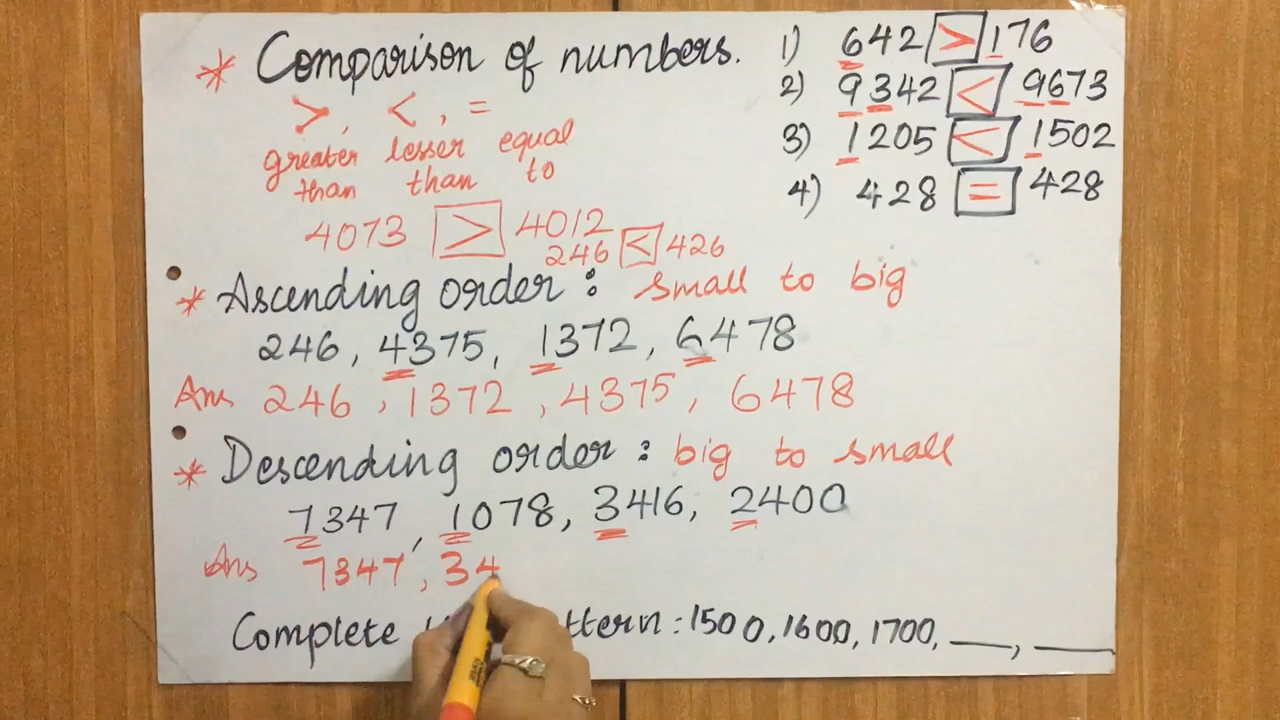 * Comparison of numbers.
>, <, =
greater lesser equal
than than to
4073 > 4012
246 < 426
1) 642 > 176
2) 9342 < 9673
3) 1205 < 1502
4) 428 = 428
* Ascending order : small to big
246, 4375, 1372, 6478
Ans 246, 1372, 4375, 6478
* Descending order : big to small
7347, 1078, 3416, 2400
Ans 7347, 34
Complete : 1500, 1600, 1700, ___, ___